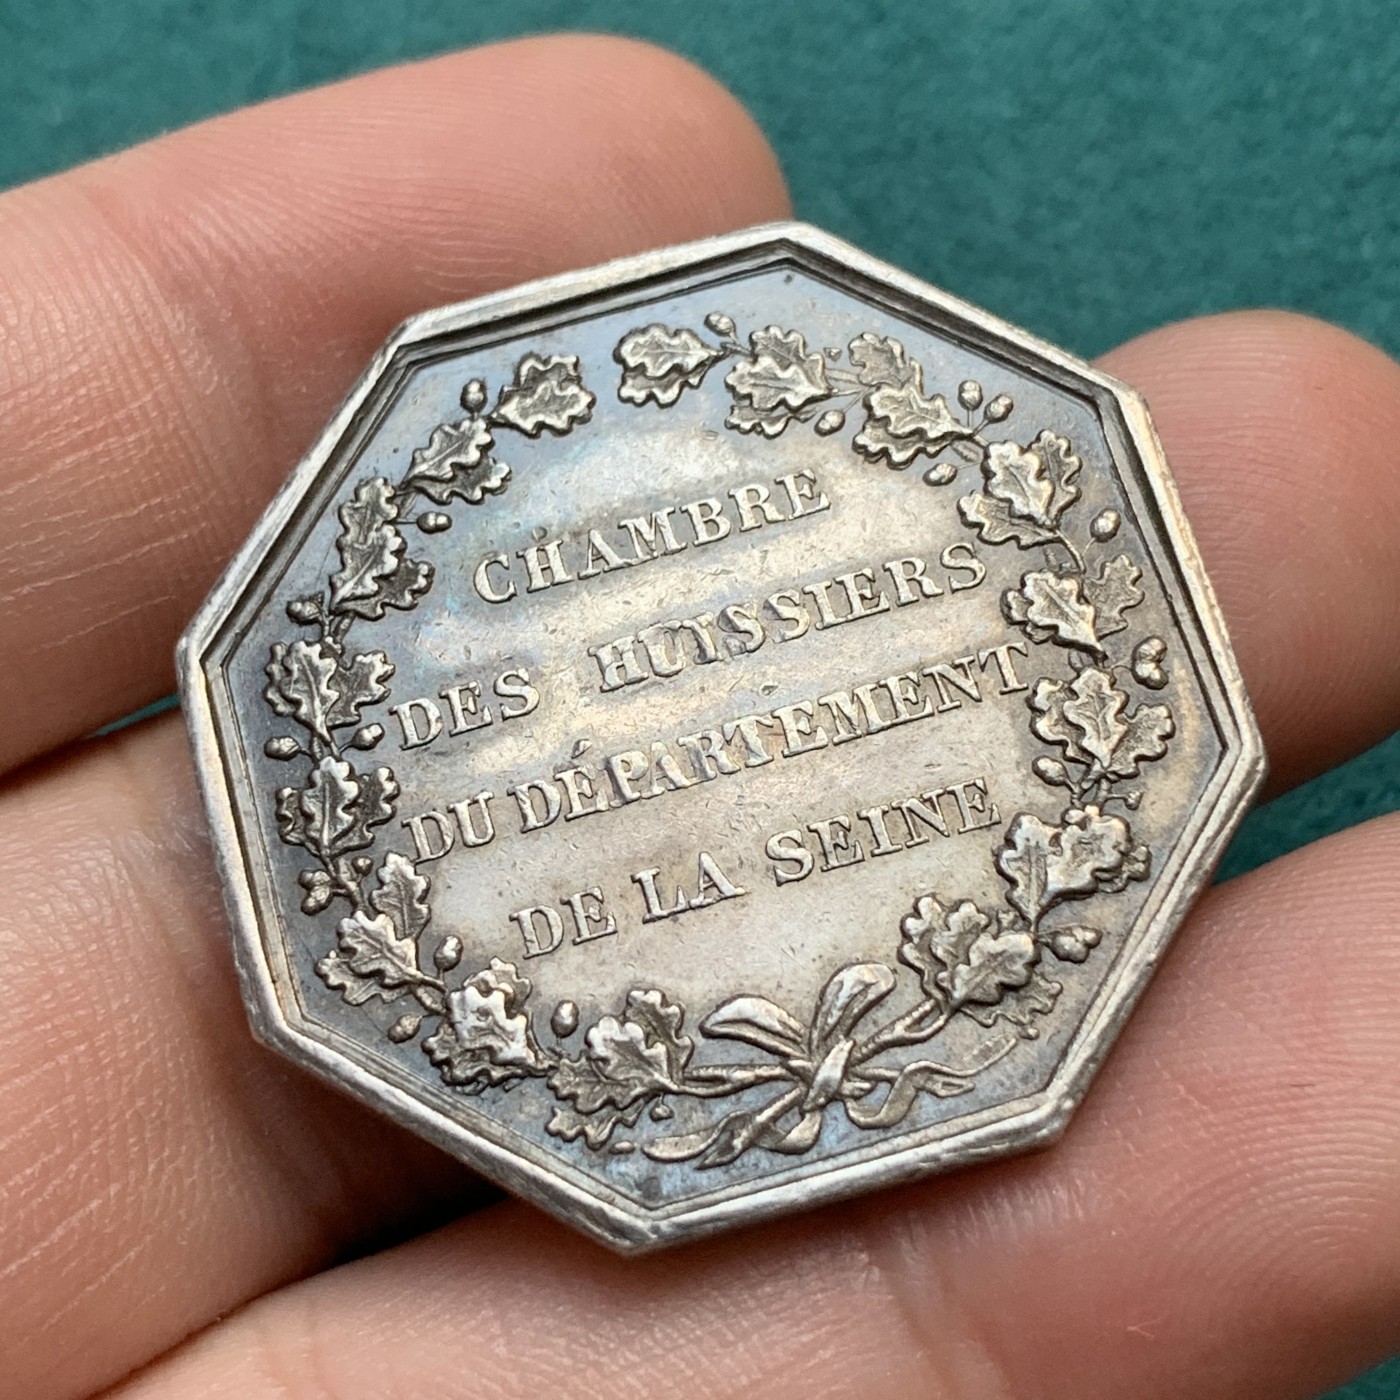 CHAMBRE
DES HUISSIERS
DU DÉPARTEMENT
DE LA SEINE